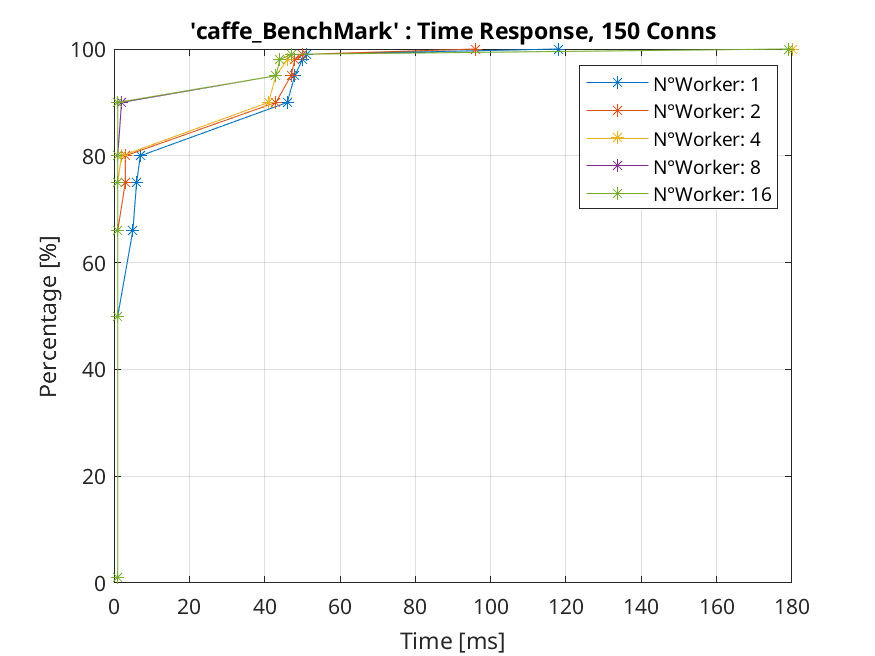 'caffe_BenchMark' : Time Response, 150 Conns
100
80
60
40
20
0
Percentage [%]
N°Worker: 1
N°Worker: 2
N°Worker: 4
N°Worker: 8
N°Worker: 16
0 20 40 60 80 100 120 140 160 180
Time [ms]